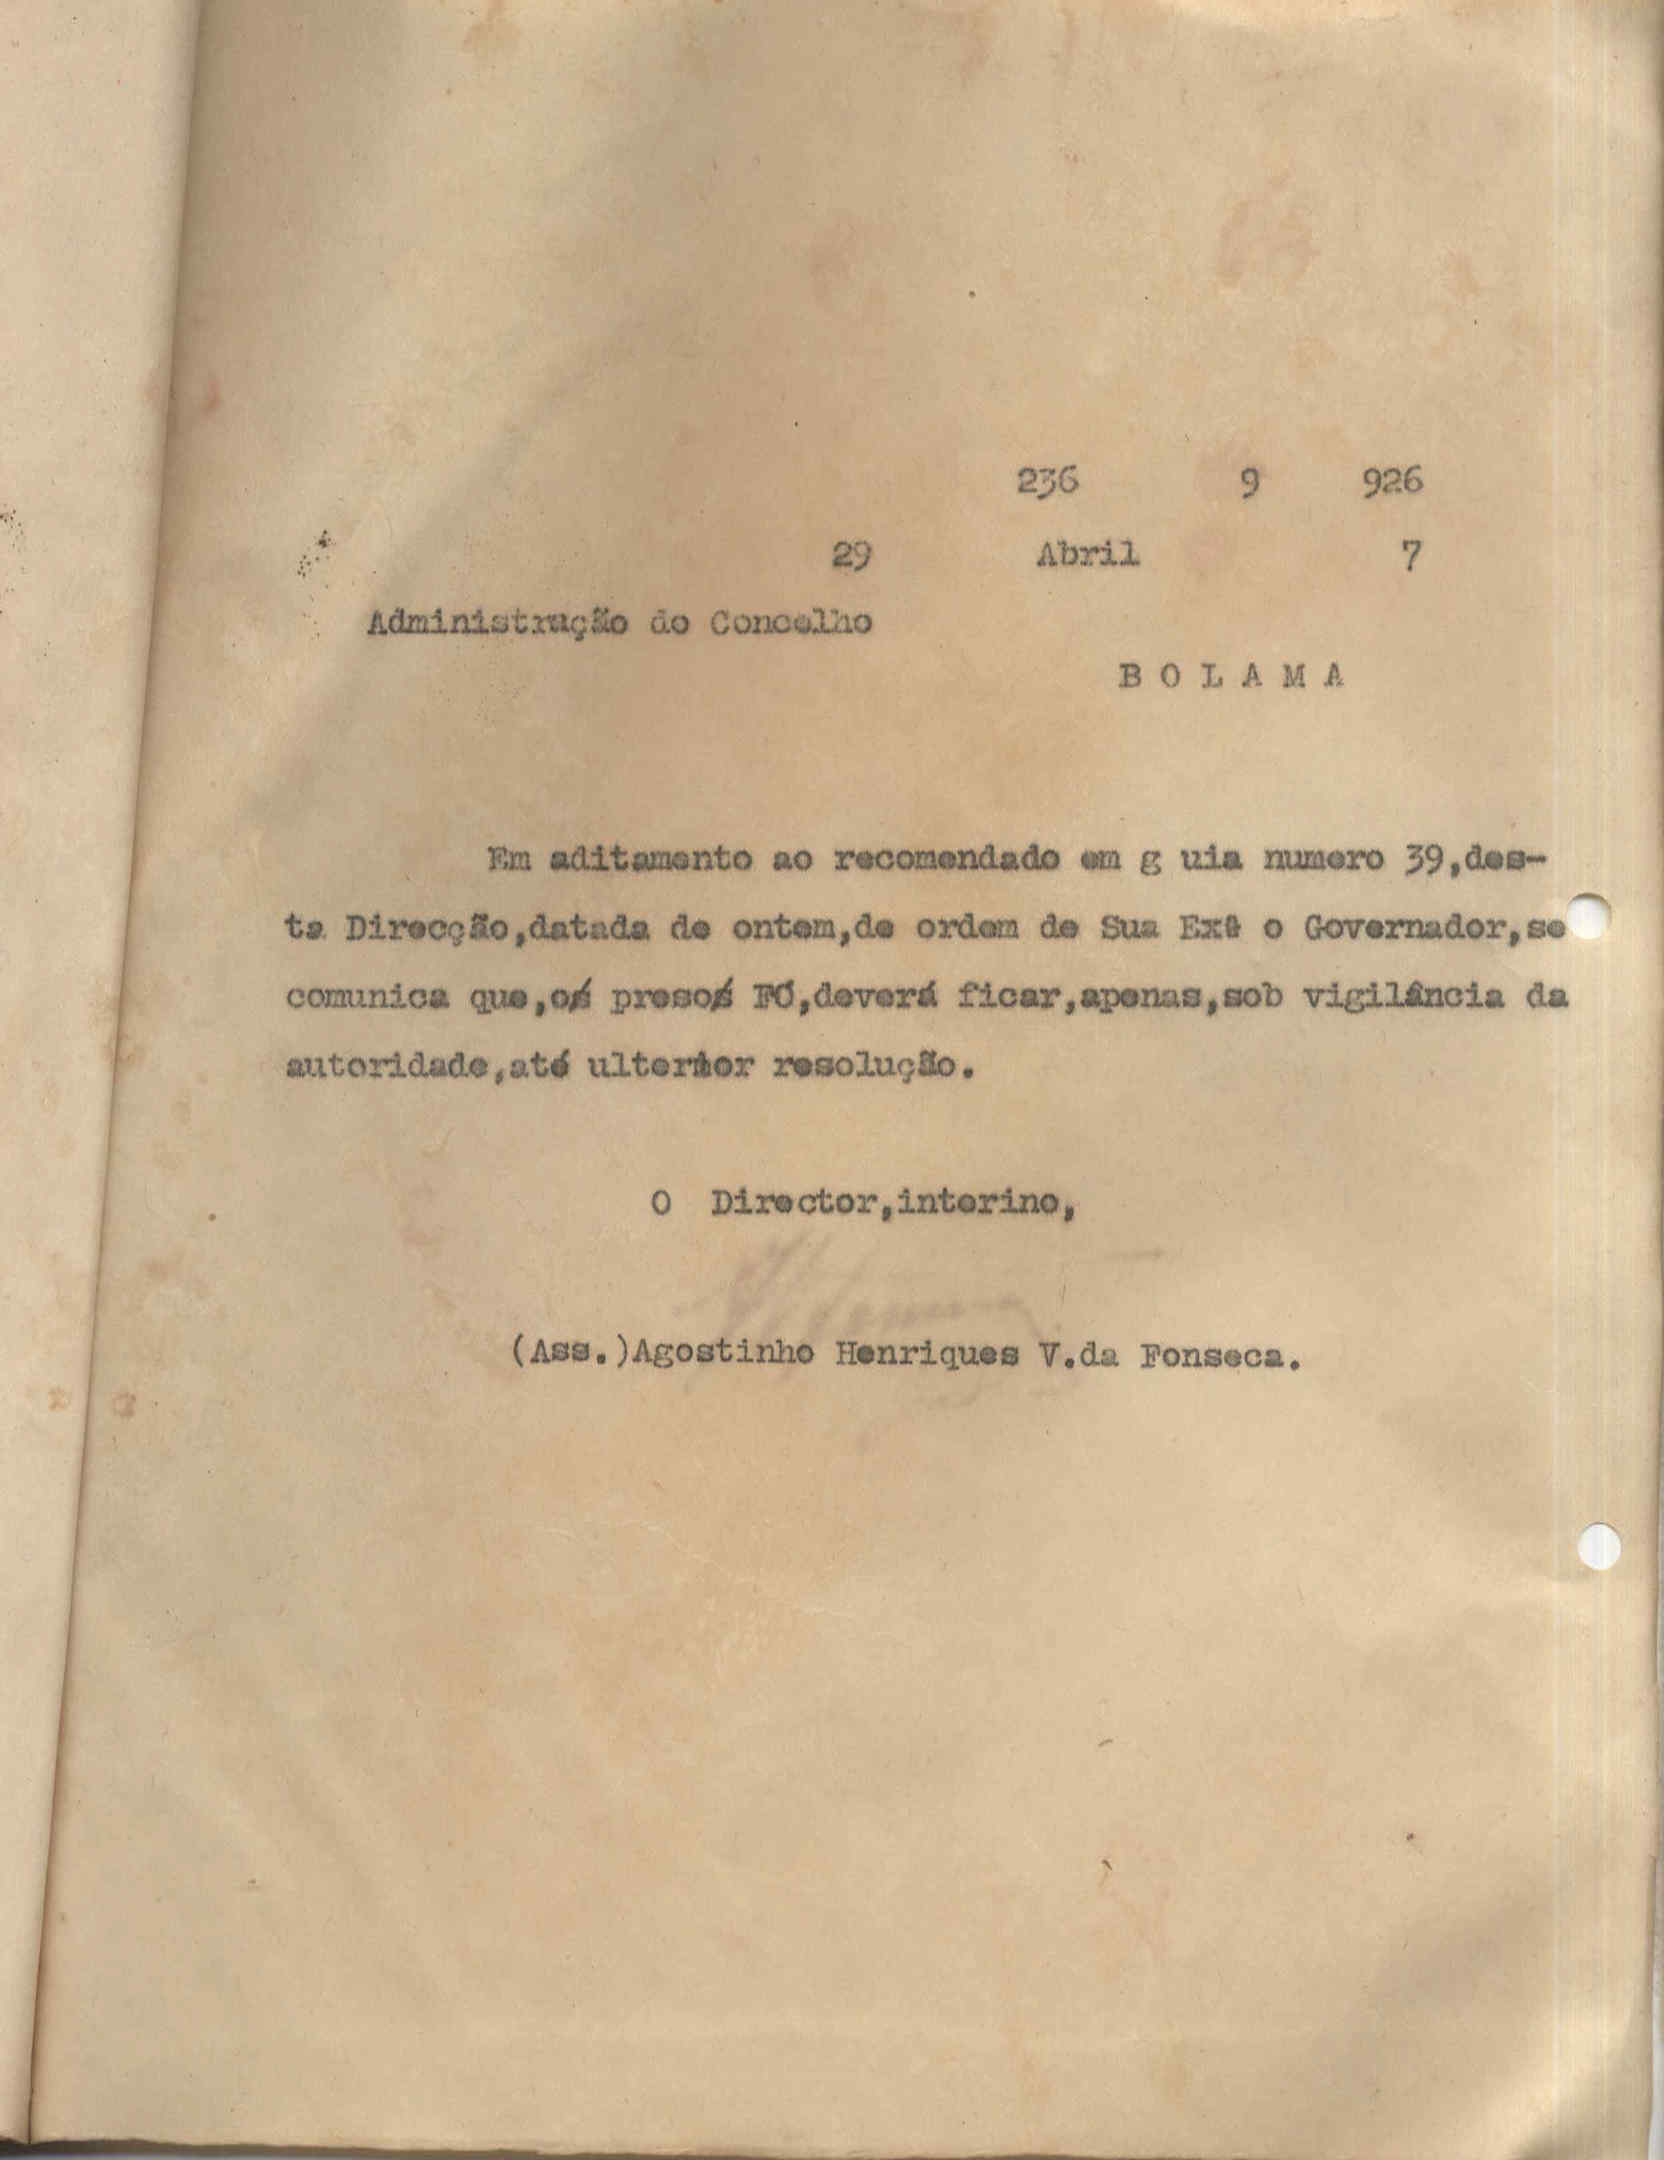 236 9 926
29 Abril 7
Administração do Concelho
B O L A M A
Em aditamento ao recomendado em g uia numero 39,des-
ta Direcção,datada de ontem,de ordem de Sua Exª o Governador,se
comunica que,o preso FÓ,deverá ficar,apenas,sob vigilância da
autoridade,até ulterior resolução.
O Director,interino,
(Ass.)Agostinho Henriques V.da Fonseca.